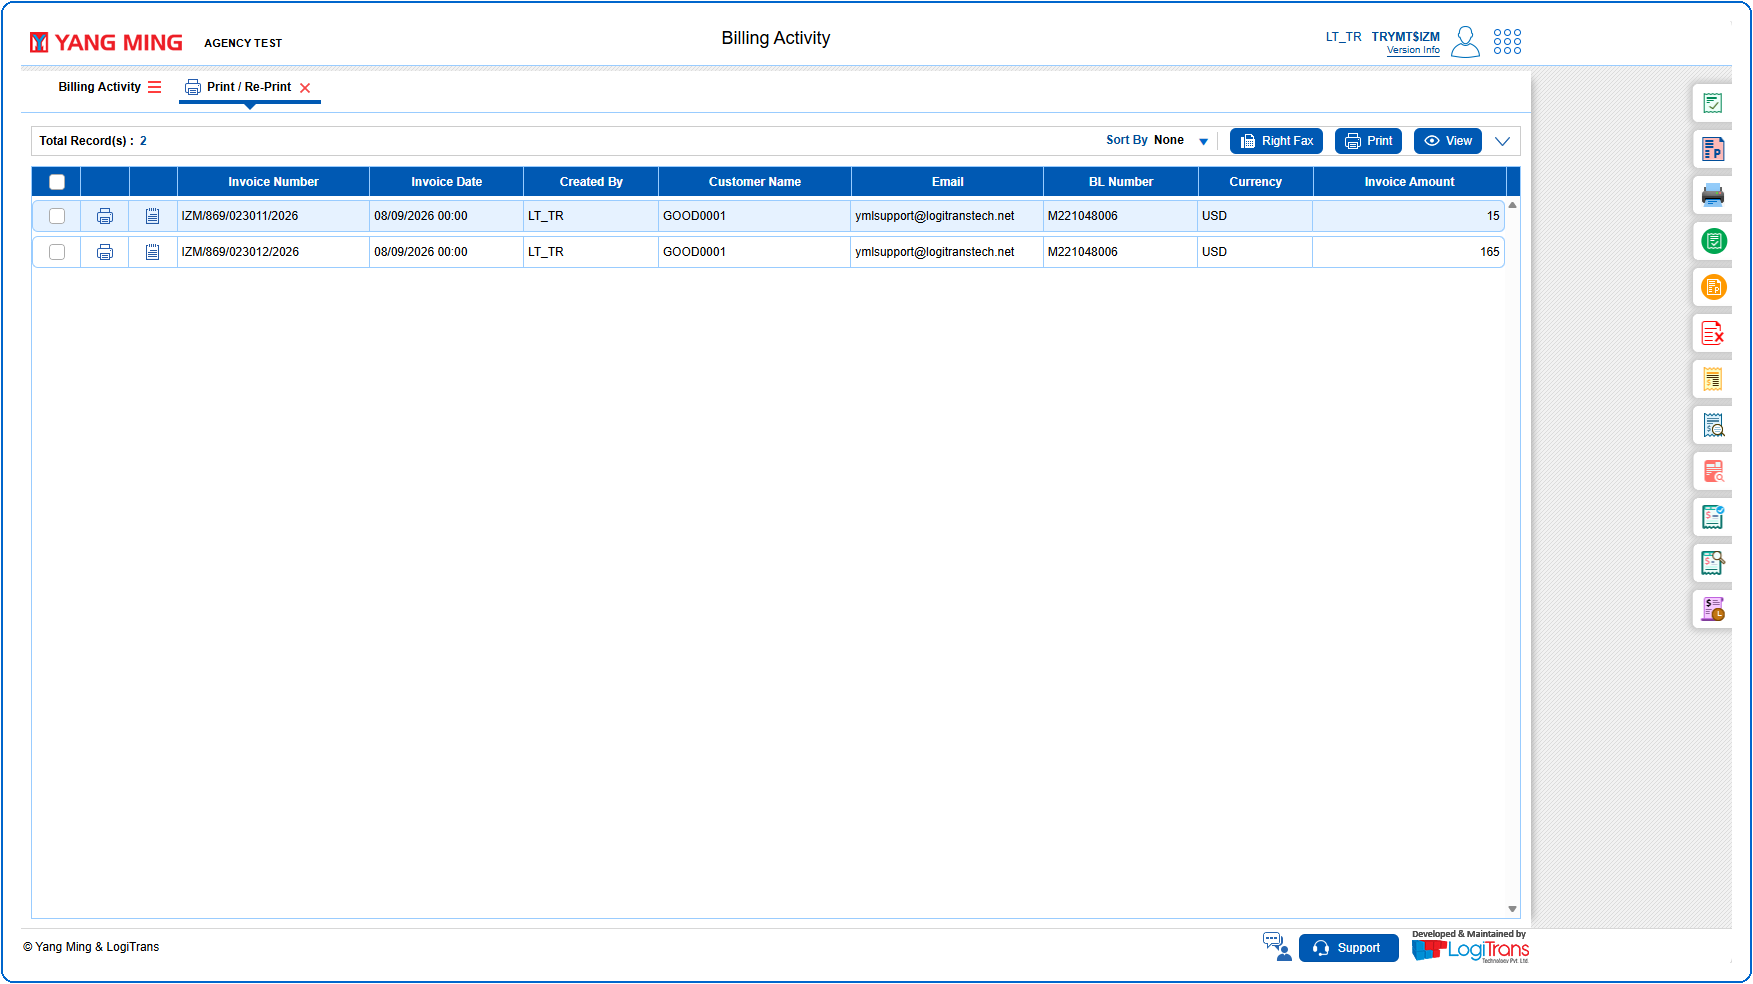 YANG MING AGENCY TEST
Billing Activity
LT_TR TRYMT$IZM
Version Info
Billing Activity Print / Re-Print
Total Record(s) : 2
Sort By None Right Fax Print View
Invoice Number Invoice Date Created By Customer Name Email BL Number Currency Invoice Amount
IZM/869/023011/2026 08/09/2026 00:00 LT_TR GOOD0001 ymlsupport@logitranstech.net M221048006 USD 15
IZM/869/023012/2026 08/09/2026 00:00 LT_TR GOOD0001 ymlsupport@logitranstech.net M221048006 USD 165
© Yang Ming & LogiTrans
Support
Developed & Maintained by
LogiTrans
Technology Pvt. Ltd.